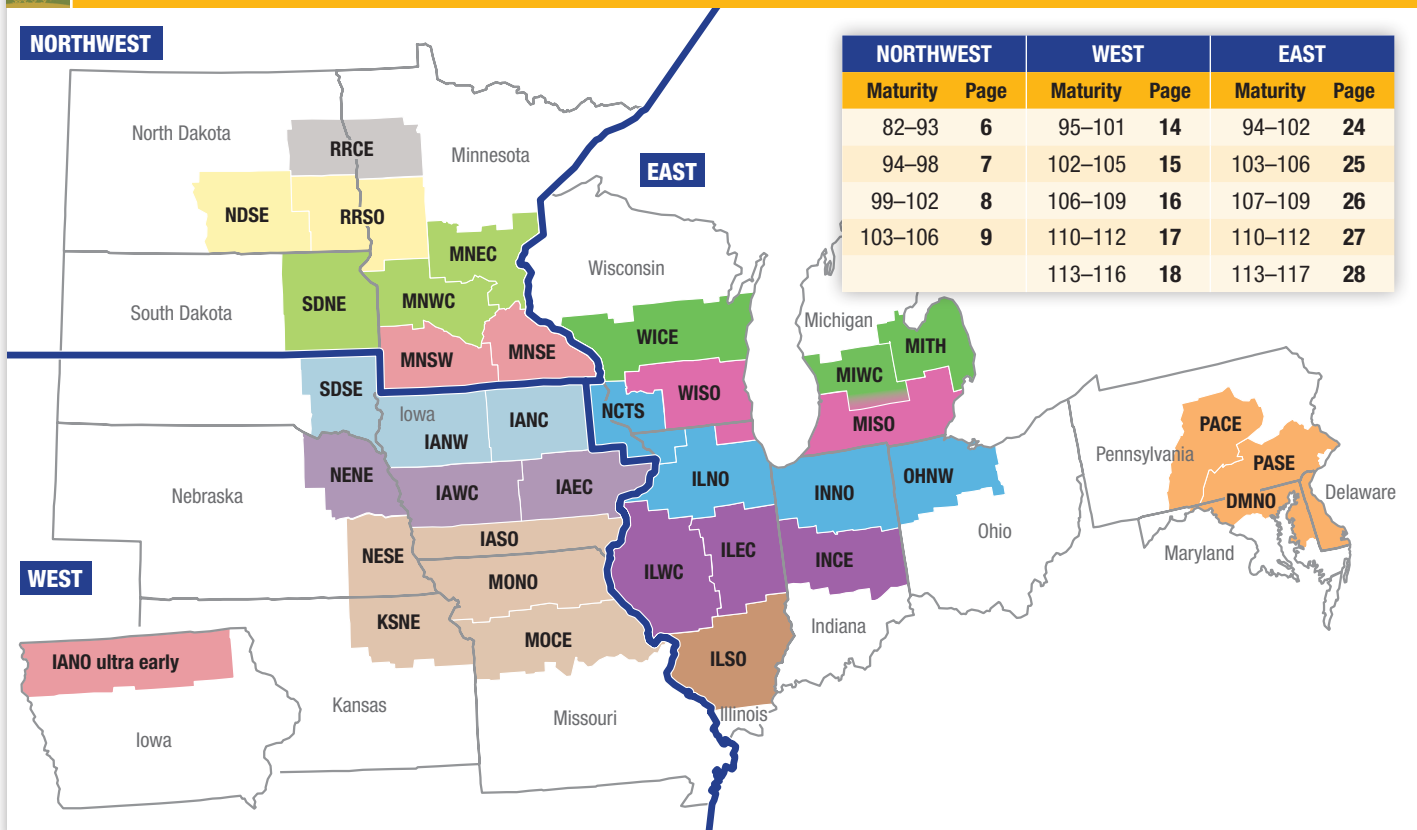 NORTHWEST
NORTHWEST WEST EAST
Maturity Page Maturity Page Maturity Page
82–93 6 95–101 14 94–102 24
94–98 7 102–105 15 103–106 25
99–102 8 106–109 16 107–109 26
103–106 9 110–112 17 110–112 27
113–116 18 113–117 28
North Dakota
RRCE
Minnesota
EAST
NDSE
RRSO
MNEC
Wisconsin
SDNE
MNWC
South Dakota
Michigan
WICE
MITH
MNSW
MNSE
MIWC
SDSE
WISO
Iowa
IANC
NCTS
MISO
PACE
IANW
Pennsylvania
PASE
NENE
ILNO
OHNW
IAWC
IAEC
INNO
Delaware
Nebraska
DMNO
IASO
Ohio
NESE
ILEC
Maryland
INCE
WEST
MONO
ILWC
KSNE
Indiana
MOCE
IANO ultra early
ILSO
Kansas
Missouri
Illinois
Iowa